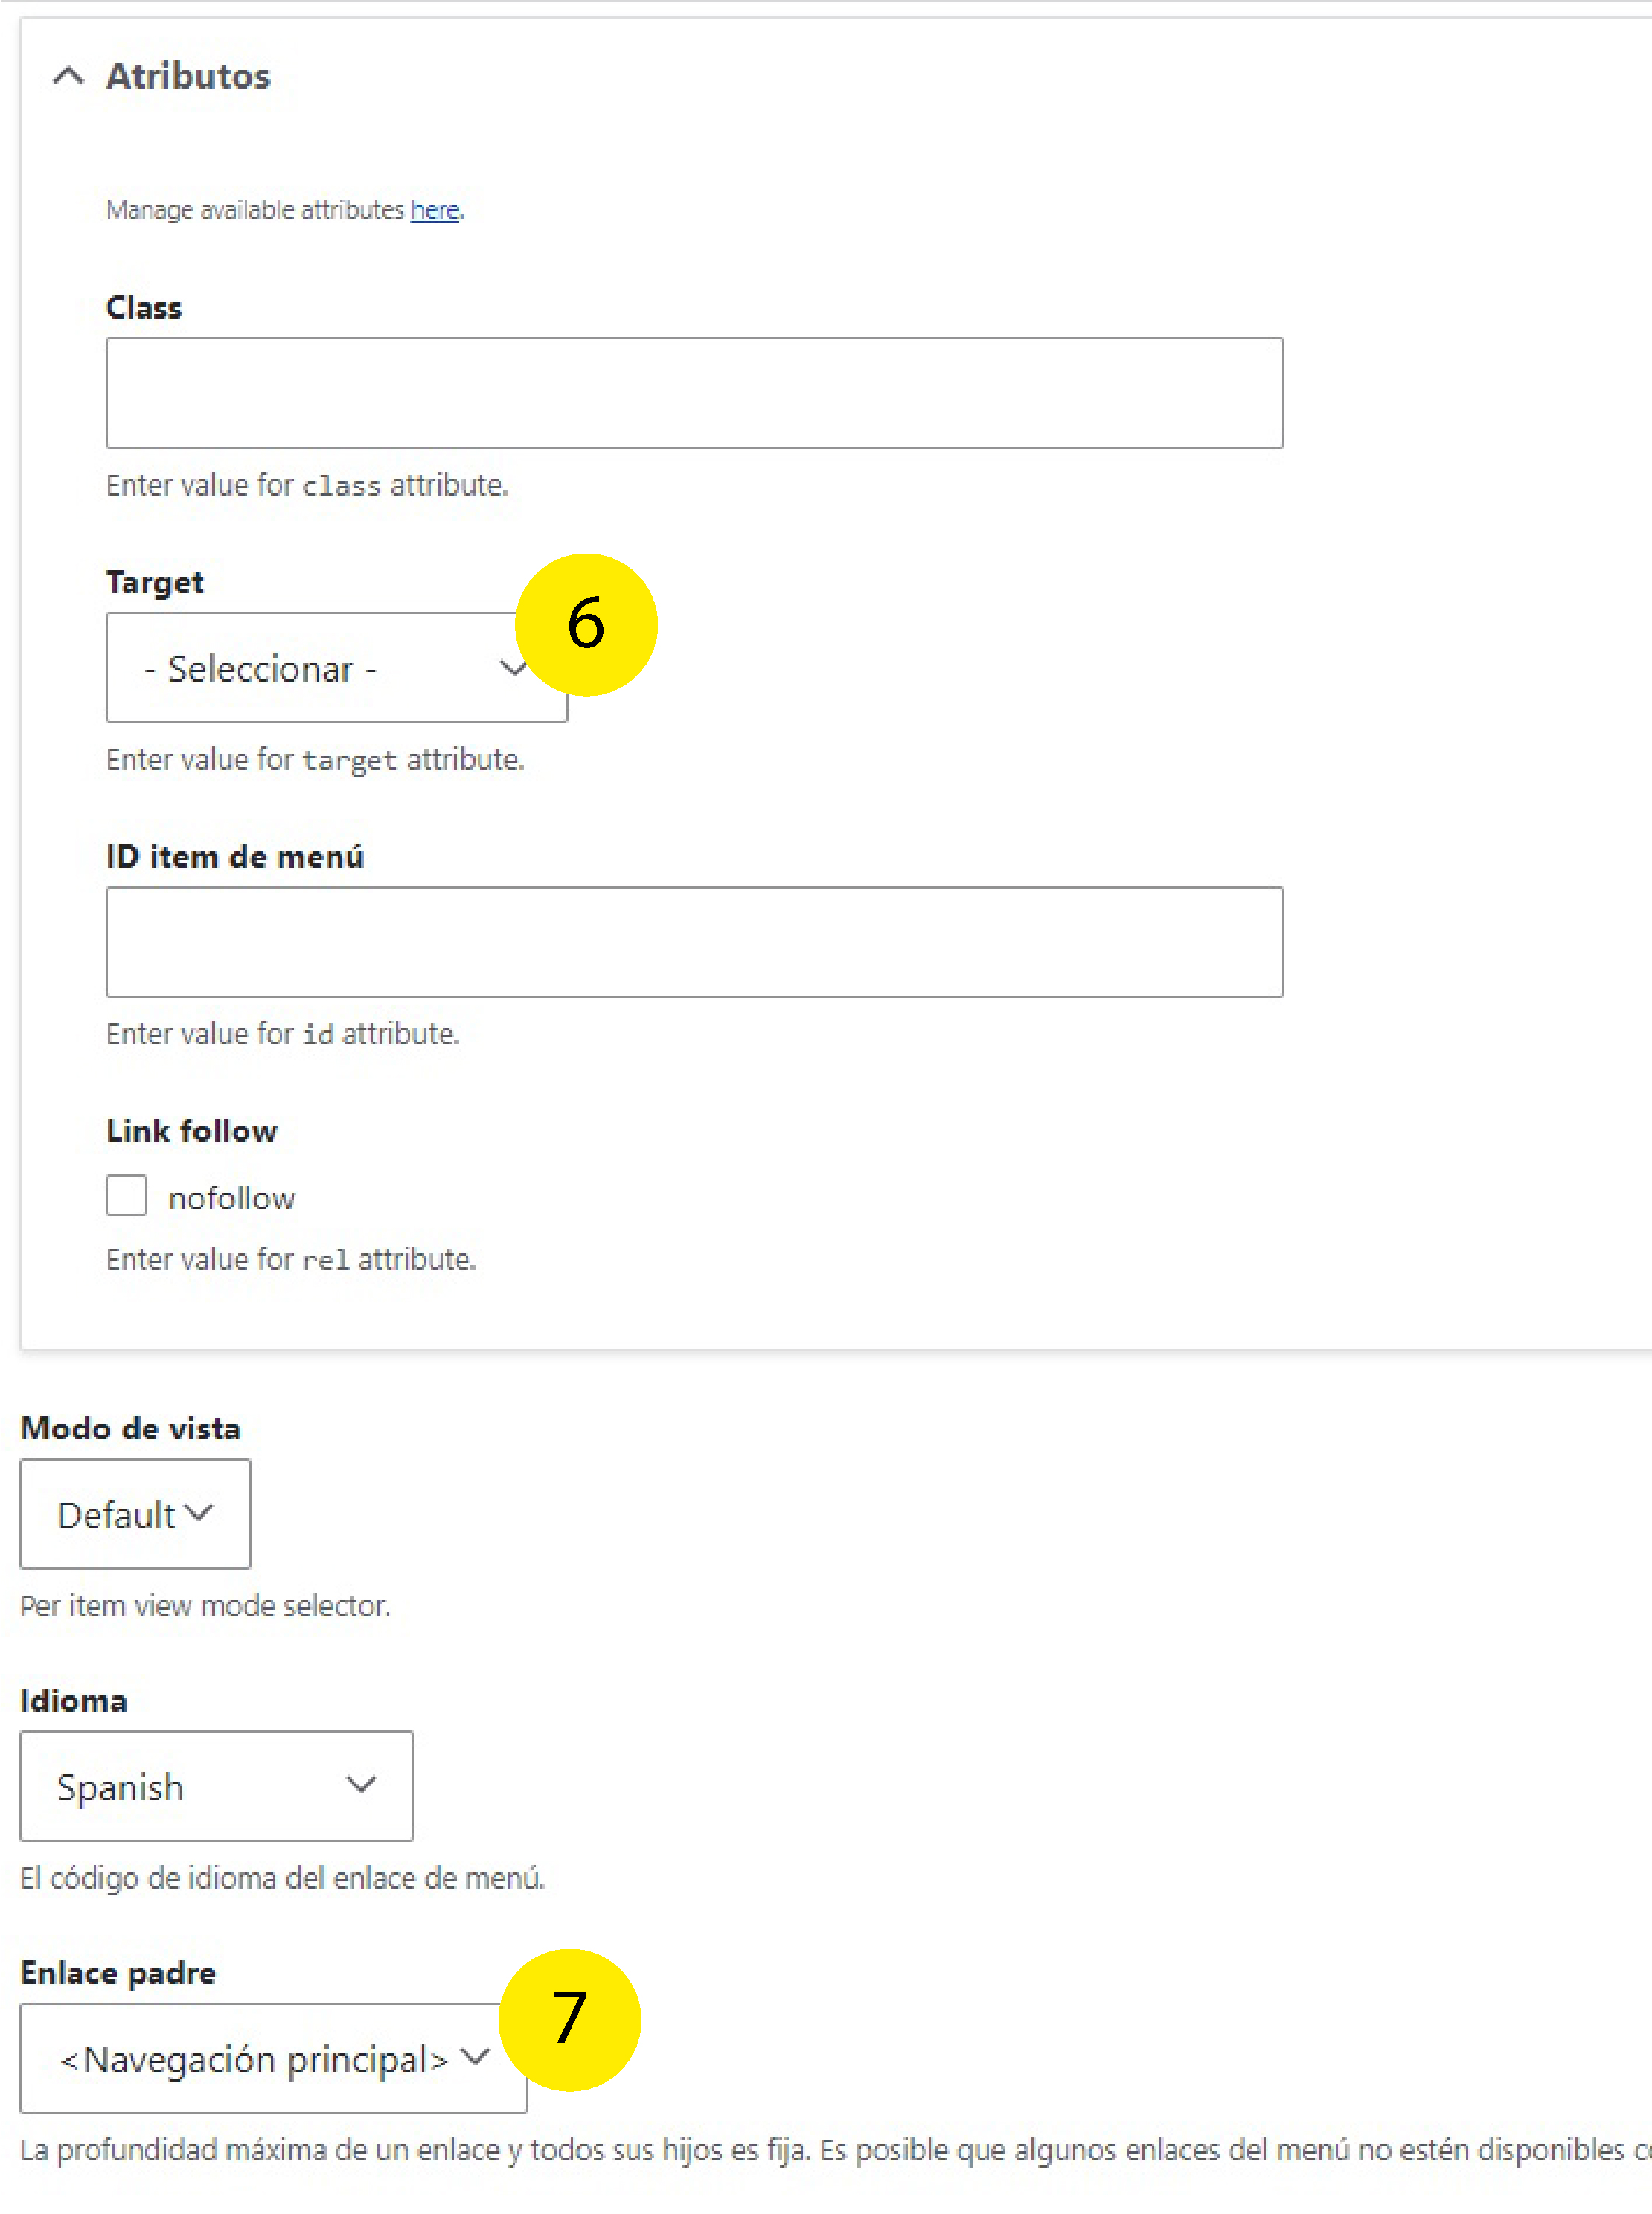 Atributos
Manage available attributes here.
Class
Enter value for class attribute.
Target
6
- Seleccionar -
Enter value for target attribute.
ID item de menú
Enter value for id attribute.
Link follow
nofollow
Enter value for rel attribute.
Modo de vista
Default
Per item view mode selector.
Idioma
Spanish
El código de idioma del enlace de menú.
Enlace padre
7
<Navegación principal>
La profundidad máxima de un enlace y todos sus hijos es fija. Es posible que algunos enlaces del menú no estén disponibles